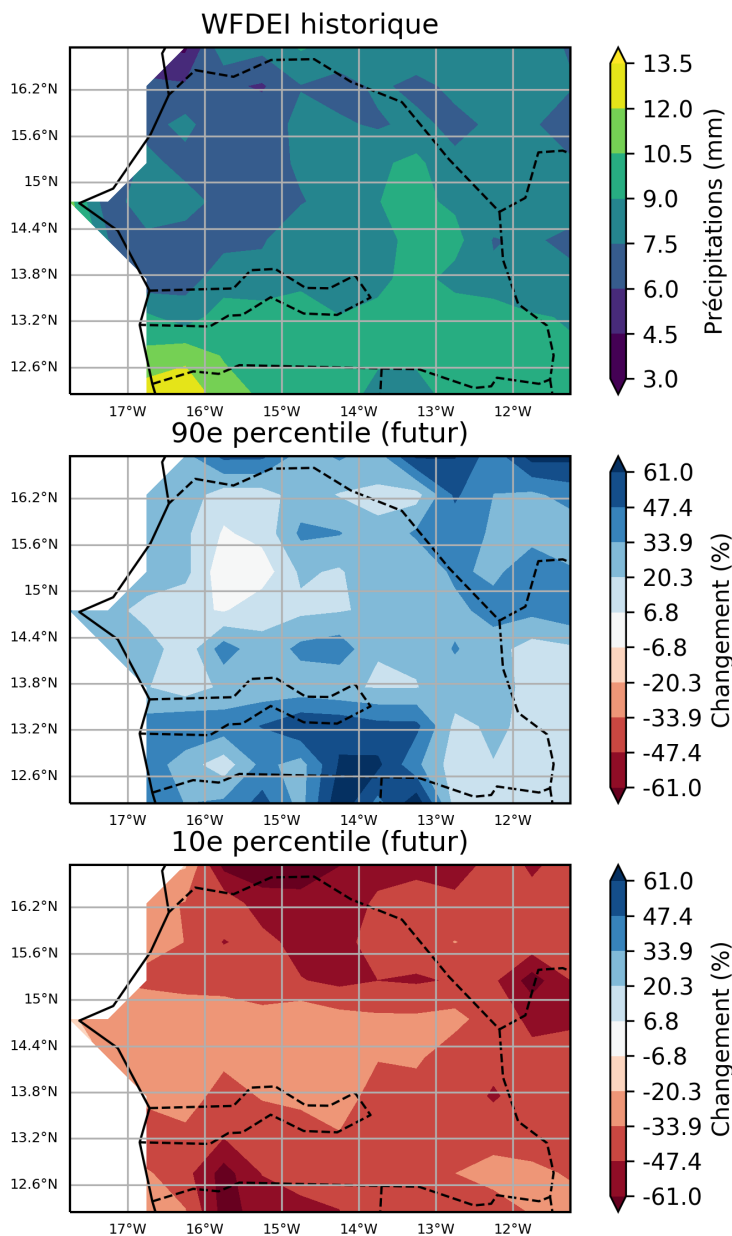 WFDEI historique
16.2°N
15.6°N
15°N
14.4°N
13.8°N
13.2°N
12.6°N
17°W 16°W 15°W 14°W 13°W 12°W
13.5
12.0
10.5
9.0
7.5
6.0
4.5
3.0
Précipitations (mm)
90e percentile (futur)
16.2°N
15.6°N
15°N
14.4°N
13.8°N
13.2°N
12.6°N
17°W 16°W 15°W 14°W 13°W 12°W
61.0
47.4
33.9
20.3
6.8
-6.8
-20.3
-33.9
-47.4
-61.0
Changement (%)
10e percentile (futur)
16.2°N
15.6°N
15°N
14.4°N
13.8°N
13.2°N
12.6°N
17°W 16°W 15°W 14°W 13°W 12°W
61.0
47.4
33.9
20.3
6.8
-6.8
-20.3
-33.9
-47.4
-61.0
Changement (%)